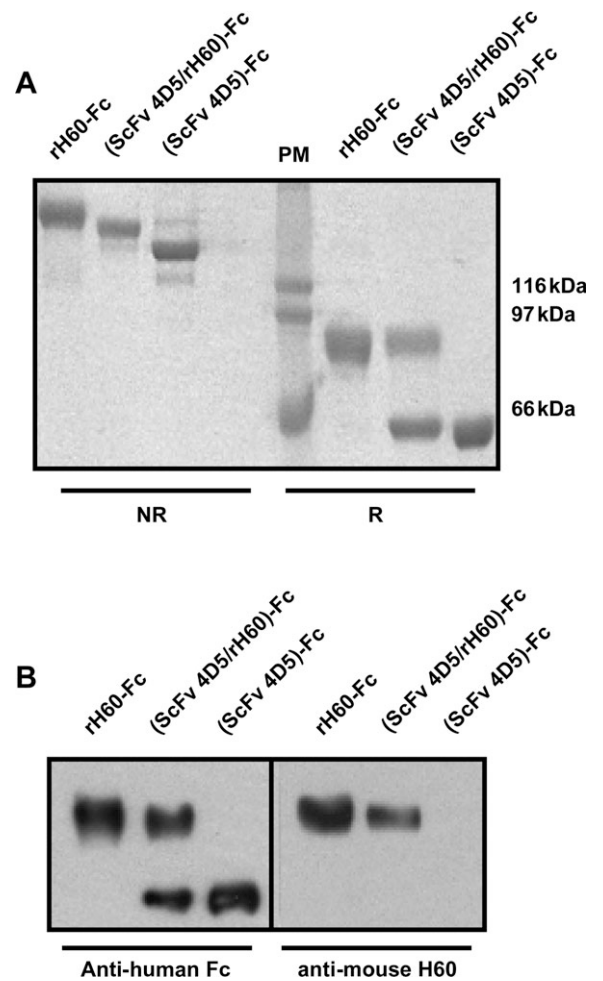 A
rH60-Fc
(ScFv 4D5/rH60)-Fc
(ScFv 4D5)-Fc
PM
rH60-Fc
(ScFv 4D5/rH60)-Fc
(ScFv 4D5)-Fc
116 kDa
97 kDa
66 kDa
NR
R
B
rH60-Fc
(ScFv 4D5/rH60)-Fc
(ScFv 4D5)-Fc
rH60-Fc
(ScFv 4D5/rH60)-Fc
(ScFv 4D5)-Fc
Anti-human Fc
anti-mouse H60